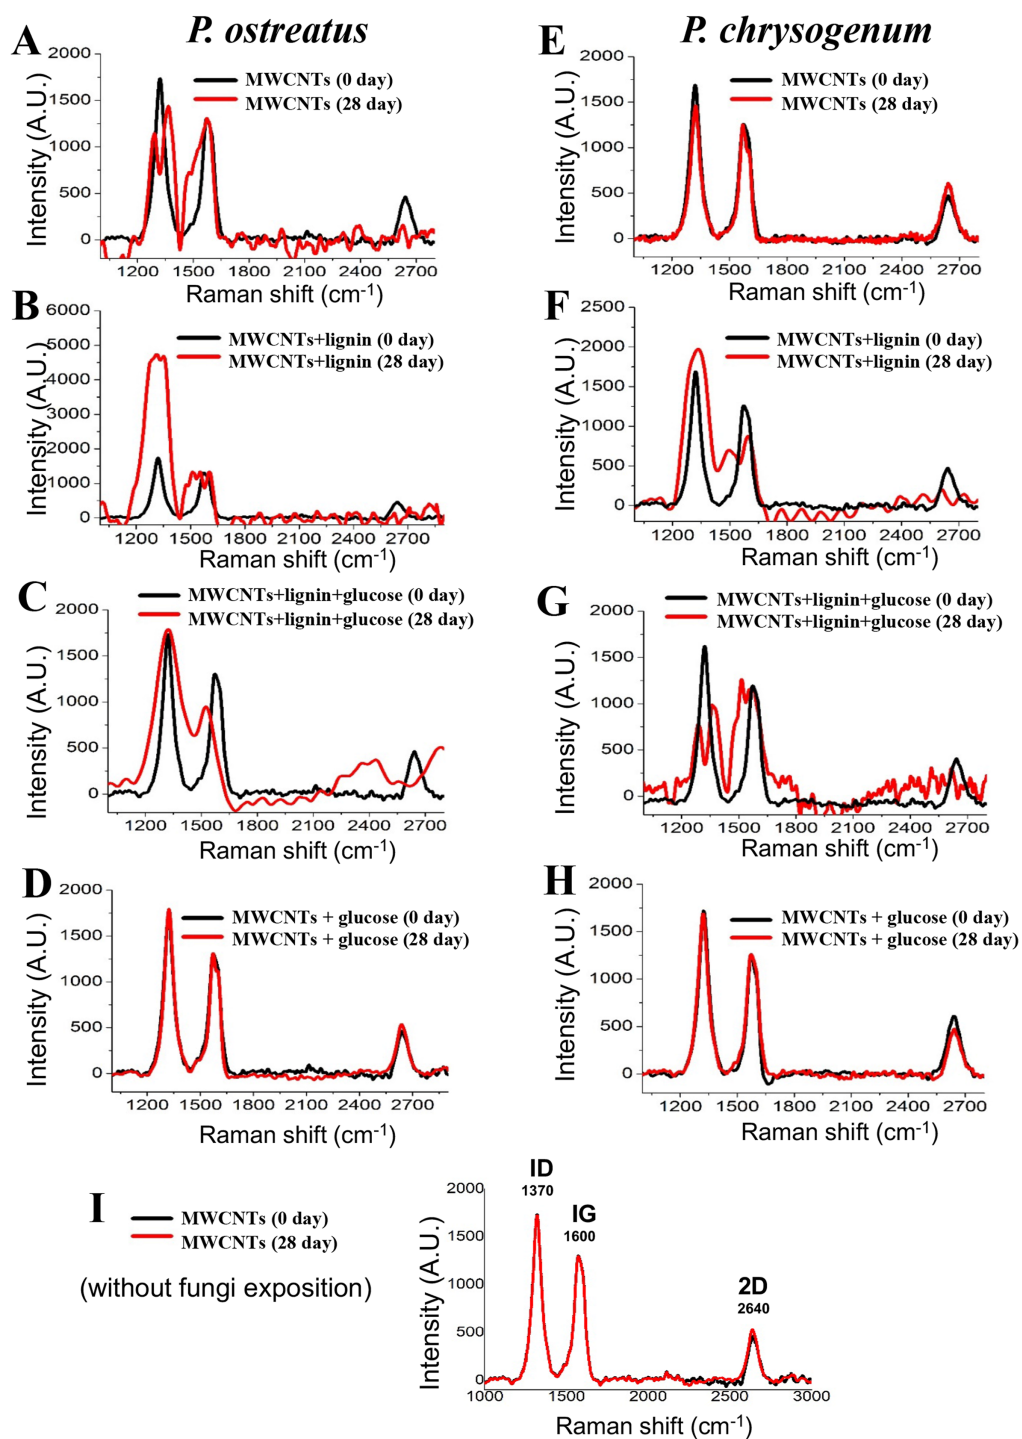 P. ostreatus
P. chrysogenum
A
2000
1500
1000
500
0
Intensity (A.U.)
MWCNTs (0 day)
MWCNTs (28 day)
1200 1500 1800 2100 2400 2700
Raman shift (cm-1)
E
2000
1500
1000
500
0
Intensity (A.U.)
MWCNTs (0 day)
MWCNTs (28 day)
1200 1500 1800 2100 2400 2700
Raman shift (cm-1)
B
6000
5000
4000
3000
2000
1000
0
Intensity (A.U.)
MWCNTs+lignin (0 day)
MWCNTs+lignin (28 day)
1200 1500 1800 2100 2400 2700
Raman shift (cm-1)
F
2500
2000
1500
1000
500
0
Intensity (A.U.)
MWCNTs+lignin (0 day)
MWCNTs+lignin (28 day)
1200 1500 1800 2100 2400 2700
Raman shift (cm-1)
C
2000
1500
1000
500
0
Intensity (A.U.)
MWCNTs+lignin+glucose (0 day)
MWCNTs+lignin+glucose (28 day)
1200 1500 1800 2100 2400 2700
Raman shift (cm-1)
G
2000
1500
1000
500
0
Intensity (A.U.)
MWCNTs+lignin+glucose (0 day)
MWCNTs+lignin+glucose (28 day)
1200 1500 1800 2100 2400 2700
Raman shift (cm-1)
D
2000
1500
1000
500
0
Intensity (A.U.)
MWCNTs + glucose (0 day)
MWCNTs + glucose (28 day)
1200 1500 1800 2100 2400 2700
Raman shift (cm-1)
H
2000
1500
1000
500
0
Intensity (A.U.)
MWCNTs + glucose (0 day)
MWCNTs + glucose (28 day)
1200 1500 1800 2100 2400 2700
Raman shift (cm-1)
I
MWCNTs (0 day)
MWCNTs (28 day)
(without fungi exposition)
2000
1500
1000
500
0
Intensity (A.U.)
ID
1370
IG
1600
2D
2640
1000 1500 2000 2500 3000
Raman shift (cm-1)